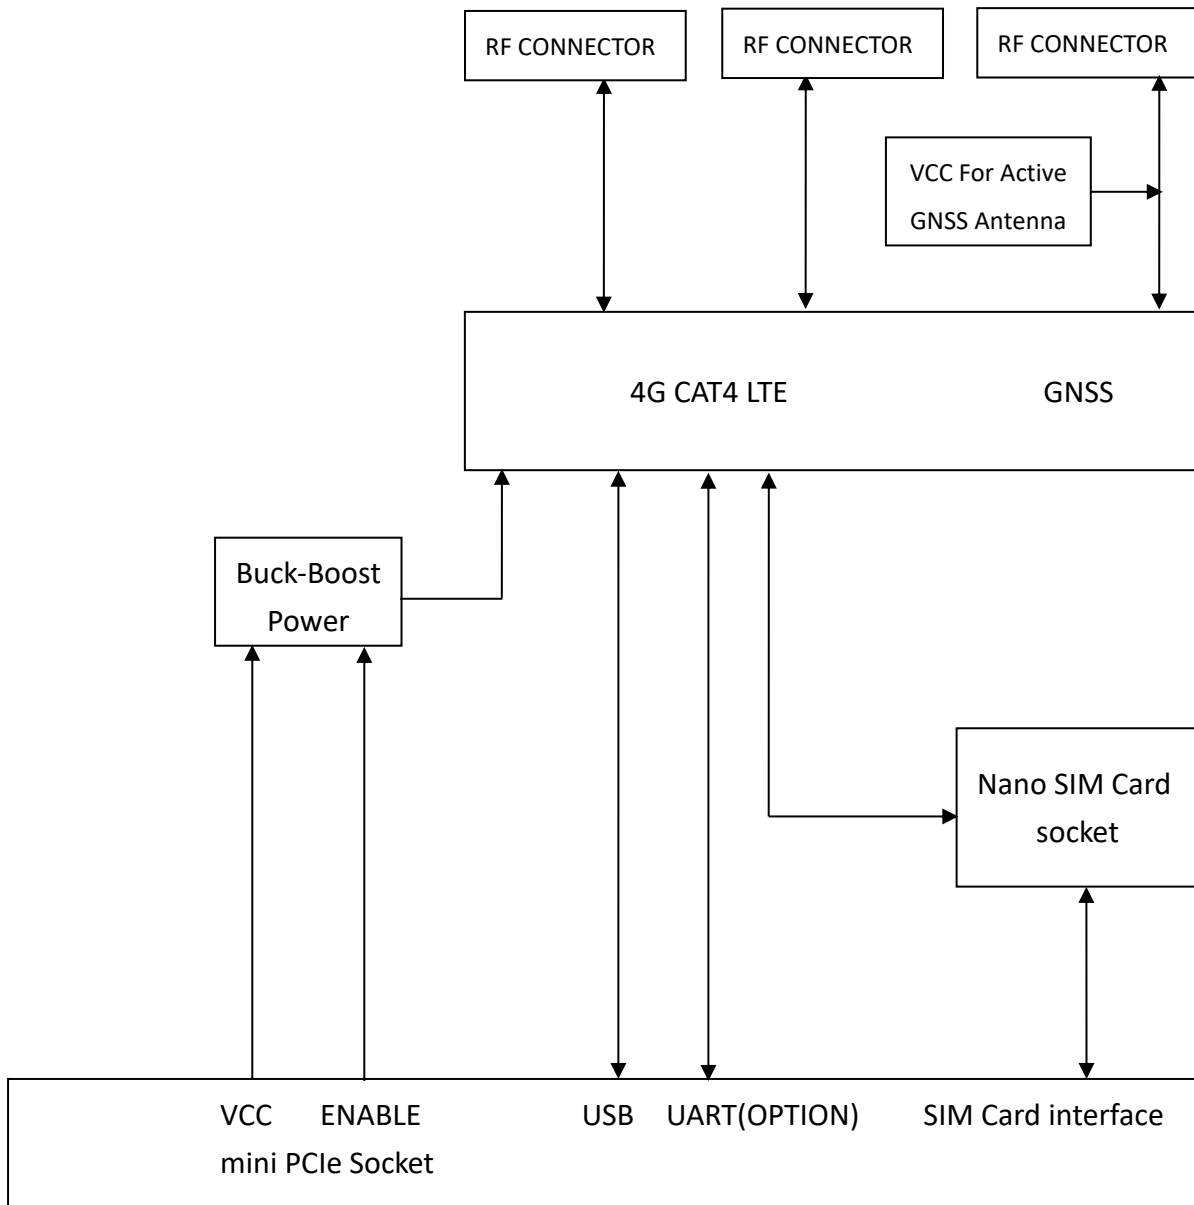 RF CONNECTOR
RF CONNECTOR
RF CONNECTOR
VCC For Active
GNSS Antenna
4G CAT4 LTE
GNSS
Buck-Boost
Power
Nano SIM Card
socket
VCC
ENABLE
USB
UART(OPTION)
SIM Card interface
mini PCIe Socket